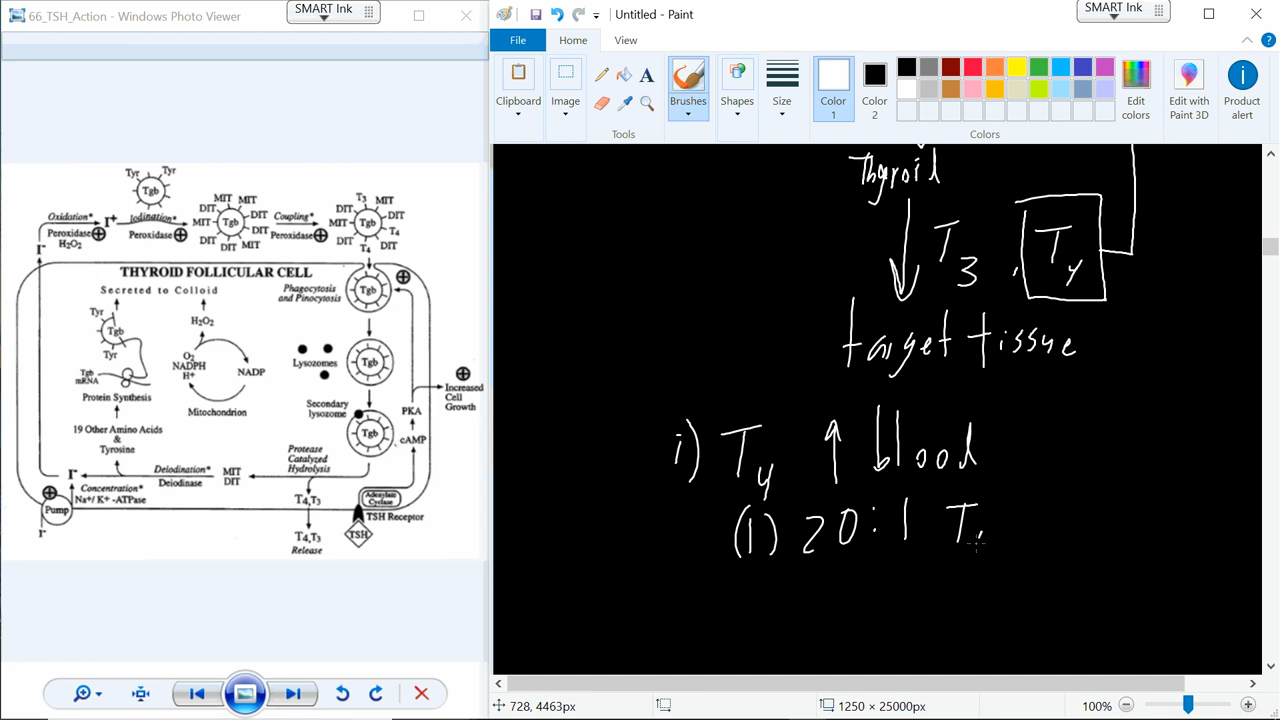 66_TSH_Action - Windows Photo Viewer
SMART Ink
Untitled - Paint
SMART Ink
File
Home
View
Clipboard
Image
Tools
Brushes
Shapes
Size
Color 1
Color 2
Edit colors
Edit with Paint 3D
Product alert
Colors
Tyr Tyr
Tgb
MIT MIT
DIT DIT
MIT Tgb DIT
DIT MIT
DIT DIT
T3 MIT
DIT DIT
MIT Tgb T4
DIT DIT
T4
Oxidation*
Peroxidase
H2O2
I+
Iodination*
Peroxidase
Coupling*
Peroxidase
I-
THYROID FOLLICULAR CELL
Secreted to Colloid
Phagocytosis
and Pinocytosis
Tgb
H2O2
Tyr
Tgb
Tyr
O2
NADPH
H+
NADP
Mitochondrion
Lysozomes
Tgb
Tgb
mRNA
Protein Synthesis
Secondary
lysozome
Tgb
PKA
cAMP
Increased
Cell
Growth
19 Other Amino Acids
&
Tyrosine
Protease
Catalyzed
Hydrolysis
I-
Deiodination*
Deiodinase
MIT
DIT
Concentration*
Na+/ K+ -ATPase
Pump
I-
T4,T3
T4,T3
Release
Adenylate
Cyclase
TSH Receptor
TSH
Thyroid
T3 , T4
target tissue
i) T4 ↑ blood
(1) 20:1 T
728, 4463px
1250 × 25000px
100%